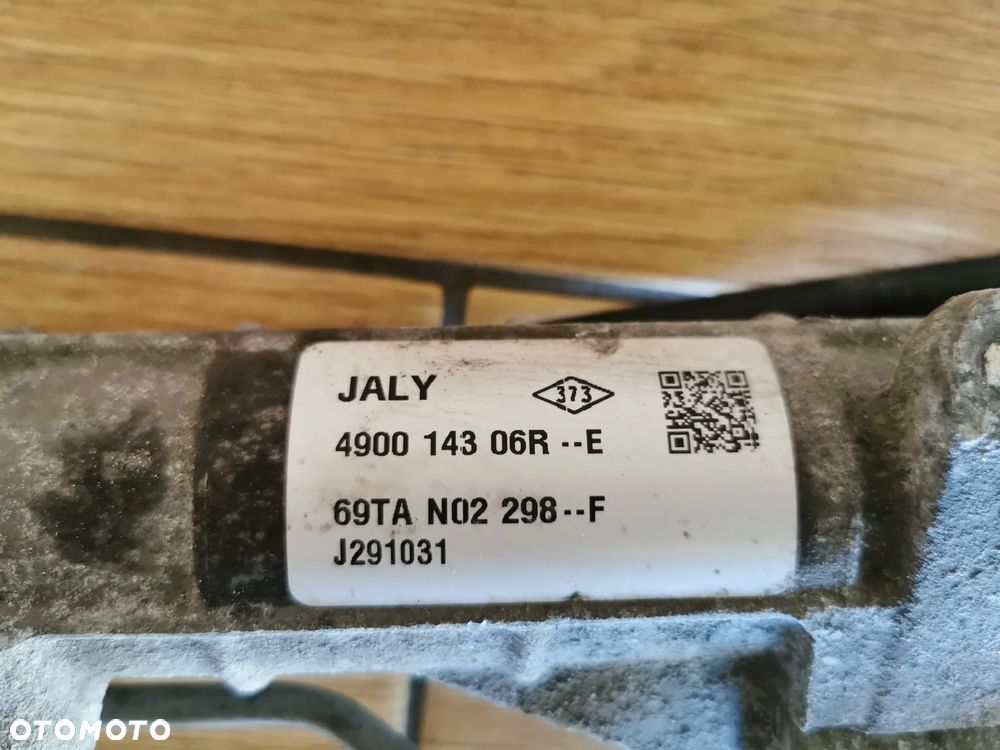 JALY
373
4900 143 06R --E
69TA N02 298--F
J291031
OTOMOTO